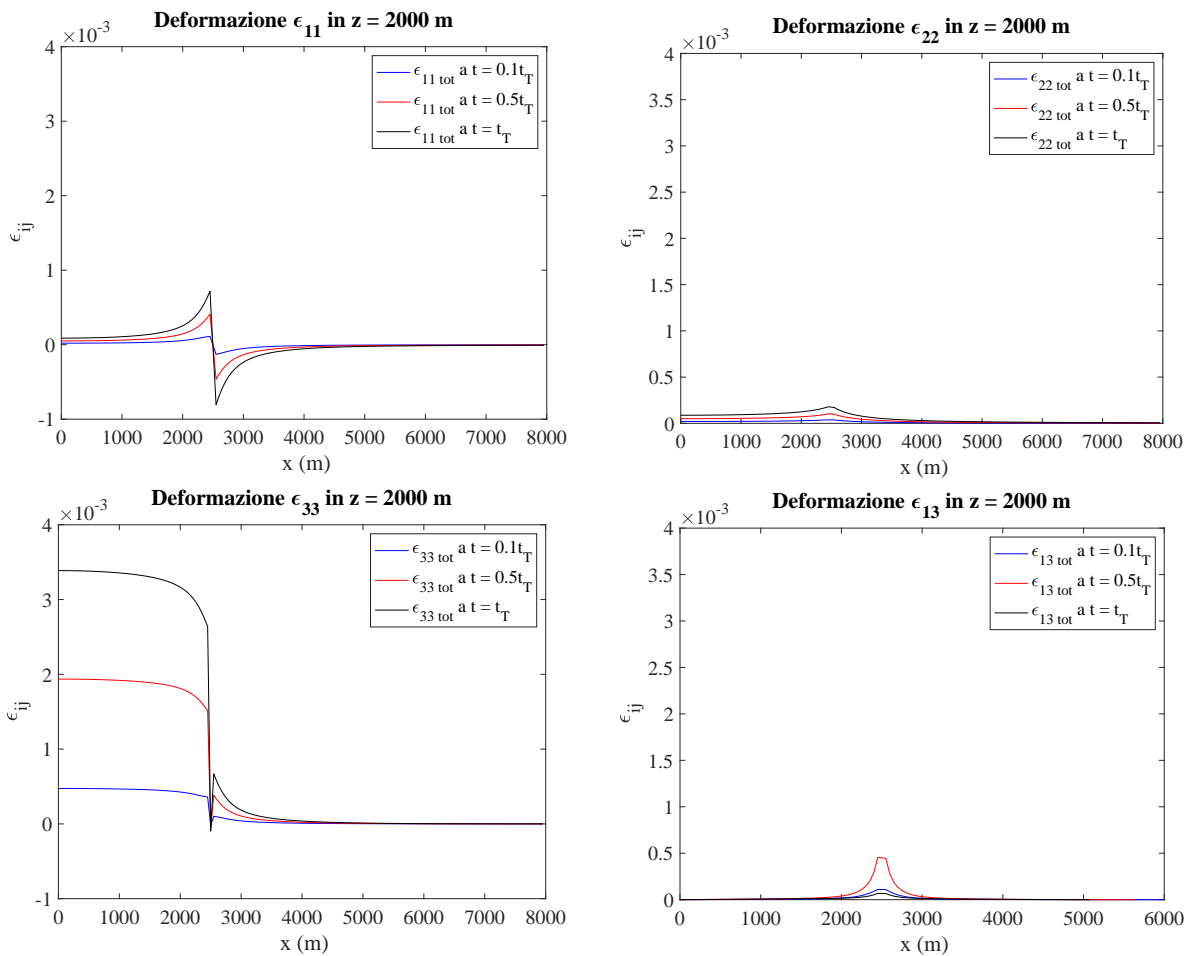 Deformazione ϵ11 in z = 2000 m
×10-3
4
3
2
1
0
-1
ϵij
0 1000 2000 3000 4000 5000 6000 7000 8000
x (m)
ϵ11 tot a t = 0.1tT
ϵ11 tot a t = 0.5tT
ϵ11 tot a t = tT
Deformazione ϵ22 in z = 2000 m
×10-3
4
3.5
3
2.5
2
1.5
1
0.5
0
ϵij
0 1000 2000 3000 4000 5000 6000 7000 8000
x (m)
ϵ22 tot a t = 0.1tT
ϵ22 tot a t = 0.5tT
ϵ22 tot a t = tT
Deformazione ϵ33 in z = 2000 m
×10-3
4
3
2
1
0
-1
ϵij
0 1000 2000 3000 4000 5000 6000 7000 8000
x (m)
ϵ33 tot a t = 0.1tT
ϵ33 tot a t = 0.5tT
ϵ33 tot a t = tT
Deformazione ϵ13 in z = 2000 m
×10-3
4
3.5
3
2.5
2
1.5
1
0.5
0
ϵij
0 1000 2000 3000 4000 5000 6000
x (m)
ϵ13 tot a t = 0.1tT
ϵ13 tot a t = 0.5tT
ϵ13 tot a t = tT